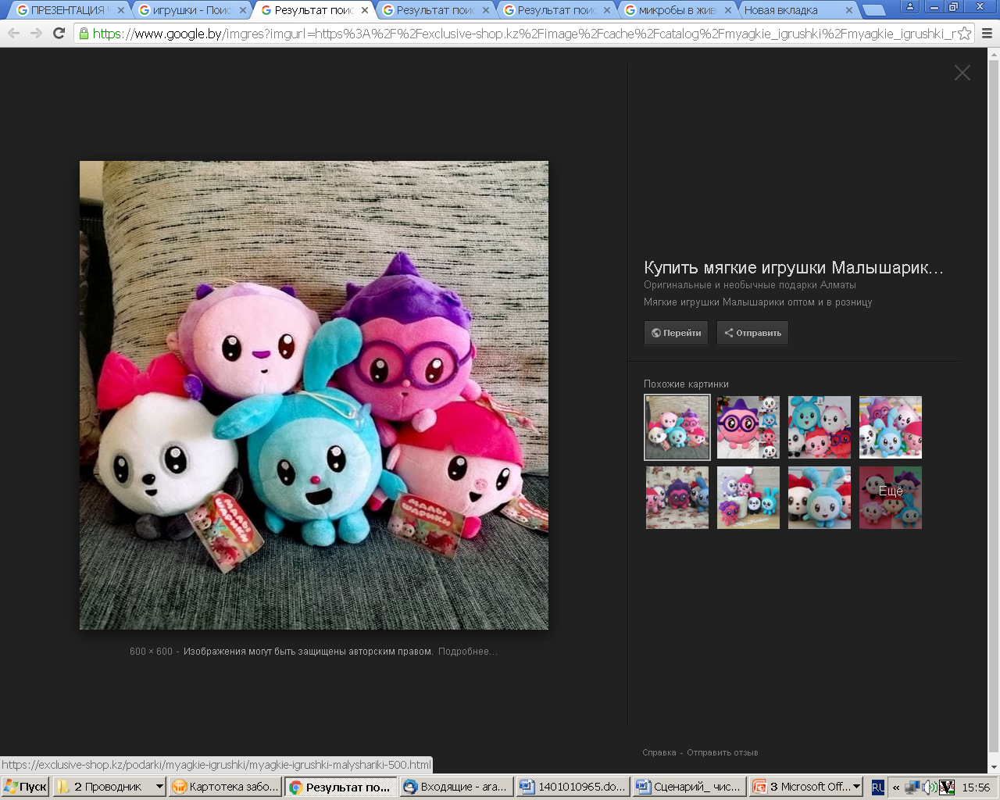 ПРЕЗЕНТАЦИЯ
игрушки - Поис
Результат поис
Результат поис
Результат поис
микробы в жив
Новая вкладка
https://www.google.by/imgres?imgurl=https%3A%2F%2Fexclusive-shop.kz%2Fimage%2Fcache%2Fcatalog%2Fmyagkie_igrushki%2Fmyagkie_igrushki_r
МАЛЫ
ШАРИКИ
МАЛЫ
ШАРИКИ
600 × 600 - Изображения могут быть защищены авторским правом. Подробнее...
Купить мягкие игрушки Малышарик...
Оригинальные и необычные подарки Алматы
Мягкие игрушки Малышарики оптом и в розницу
Перейти
Отправить
Похожие картинки
Ещё
Справка - Отправить отзыв
https://exclusive-shop.kz/podarki/myagkie-igrushki/myagkie-igrushki-malyshariki-500.html
Пуск
2 Проводник
Картотека забо...
Результат по...
Входящие - ara...
1401010965.do...
Сценарий_ чис...
3 Microsoft Off...
RU
«
15:56